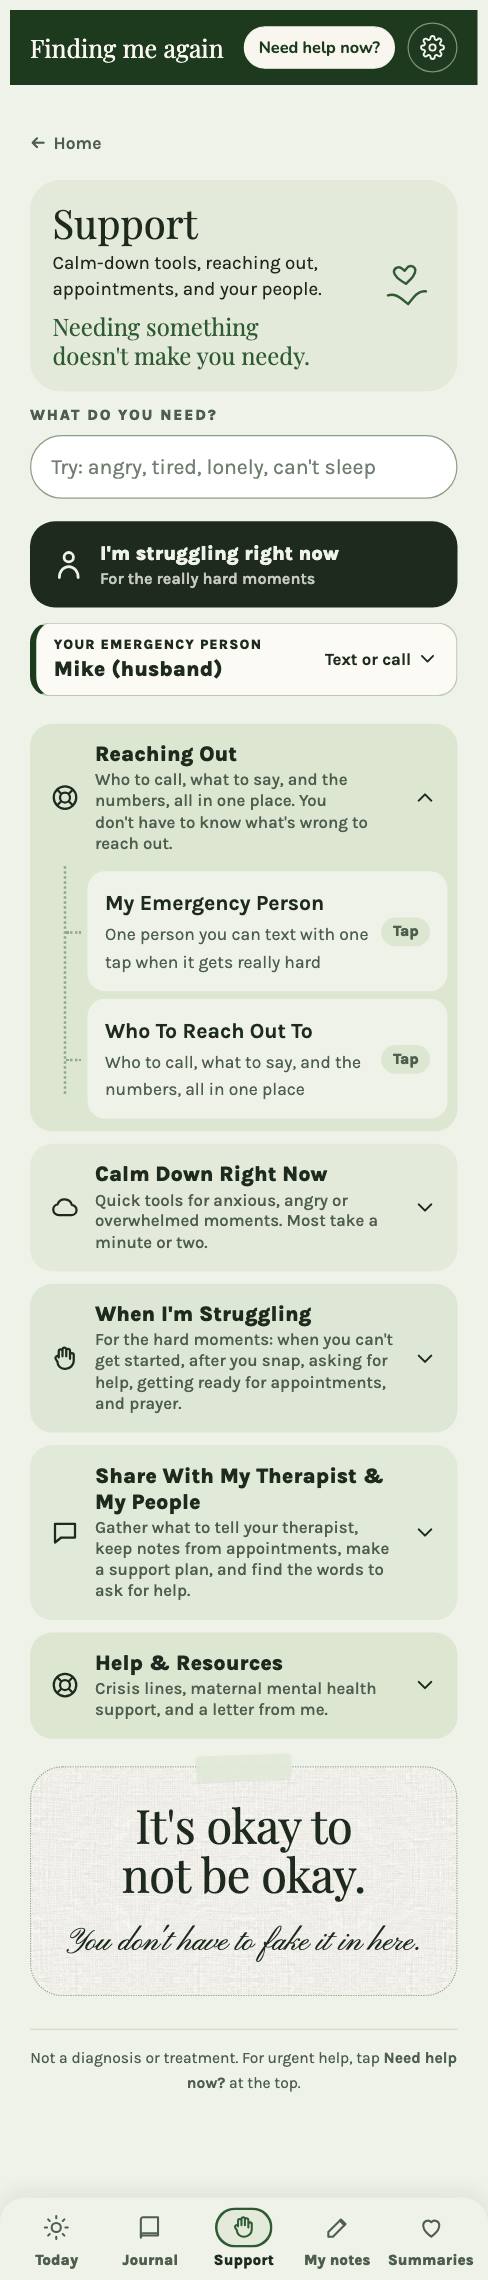 Finding me again
Need help now?
← Home
Support
Calm-down tools, reaching out,
appointments, and your people.
Needing something
doesn't make you needy.
WHAT DO YOU NEED?
Try: angry, tired, lonely, can't sleep
I'm struggling right now
For the really hard moments
YOUR EMERGENCY PERSON
Mike (husband)
Text or call
Reaching Out
Who to call, what to say, and the
numbers, all in one place. You
don't have to know what's wrong to
reach out.
My Emergency Person
One person you can text with one
tap when it gets really hard
Tap
Who To Reach Out To
Who to call, what to say, and the
numbers, all in one place
Tap
Calm Down Right Now
Quick tools for anxious, angry or
overwhelmed moments. Most take a
minute or two.
When I'm Struggling
For the hard moments: when you can't
get started, after you snap, asking for
help, getting ready for appointments,
and prayer.
Share With My Therapist &
My People
Gather what to tell your therapist,
keep notes from appointments, make
a support plan, and find the words to
ask for help.
Help & Resources
Crisis lines, maternal mental health
support, and a letter from me.
It's okay to
not be okay.
You don't have to fake it in here.
Not a diagnosis or treatment. For urgent help, tap Need help
now? at the top.
Today
Journal
Support
My notes
Summaries